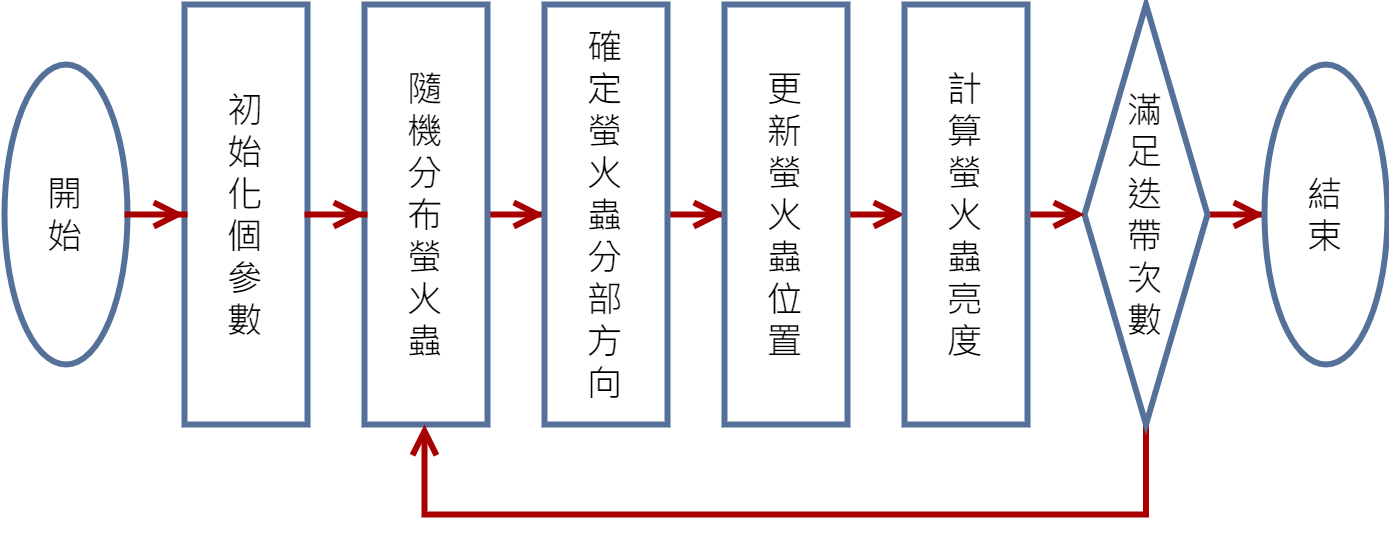 開始
初始化個參數
隨機分布螢火蟲
確定螢火蟲分部方向
更新螢火蟲位置
計算螢火蟲亮度
滿足迭帶次數
結束